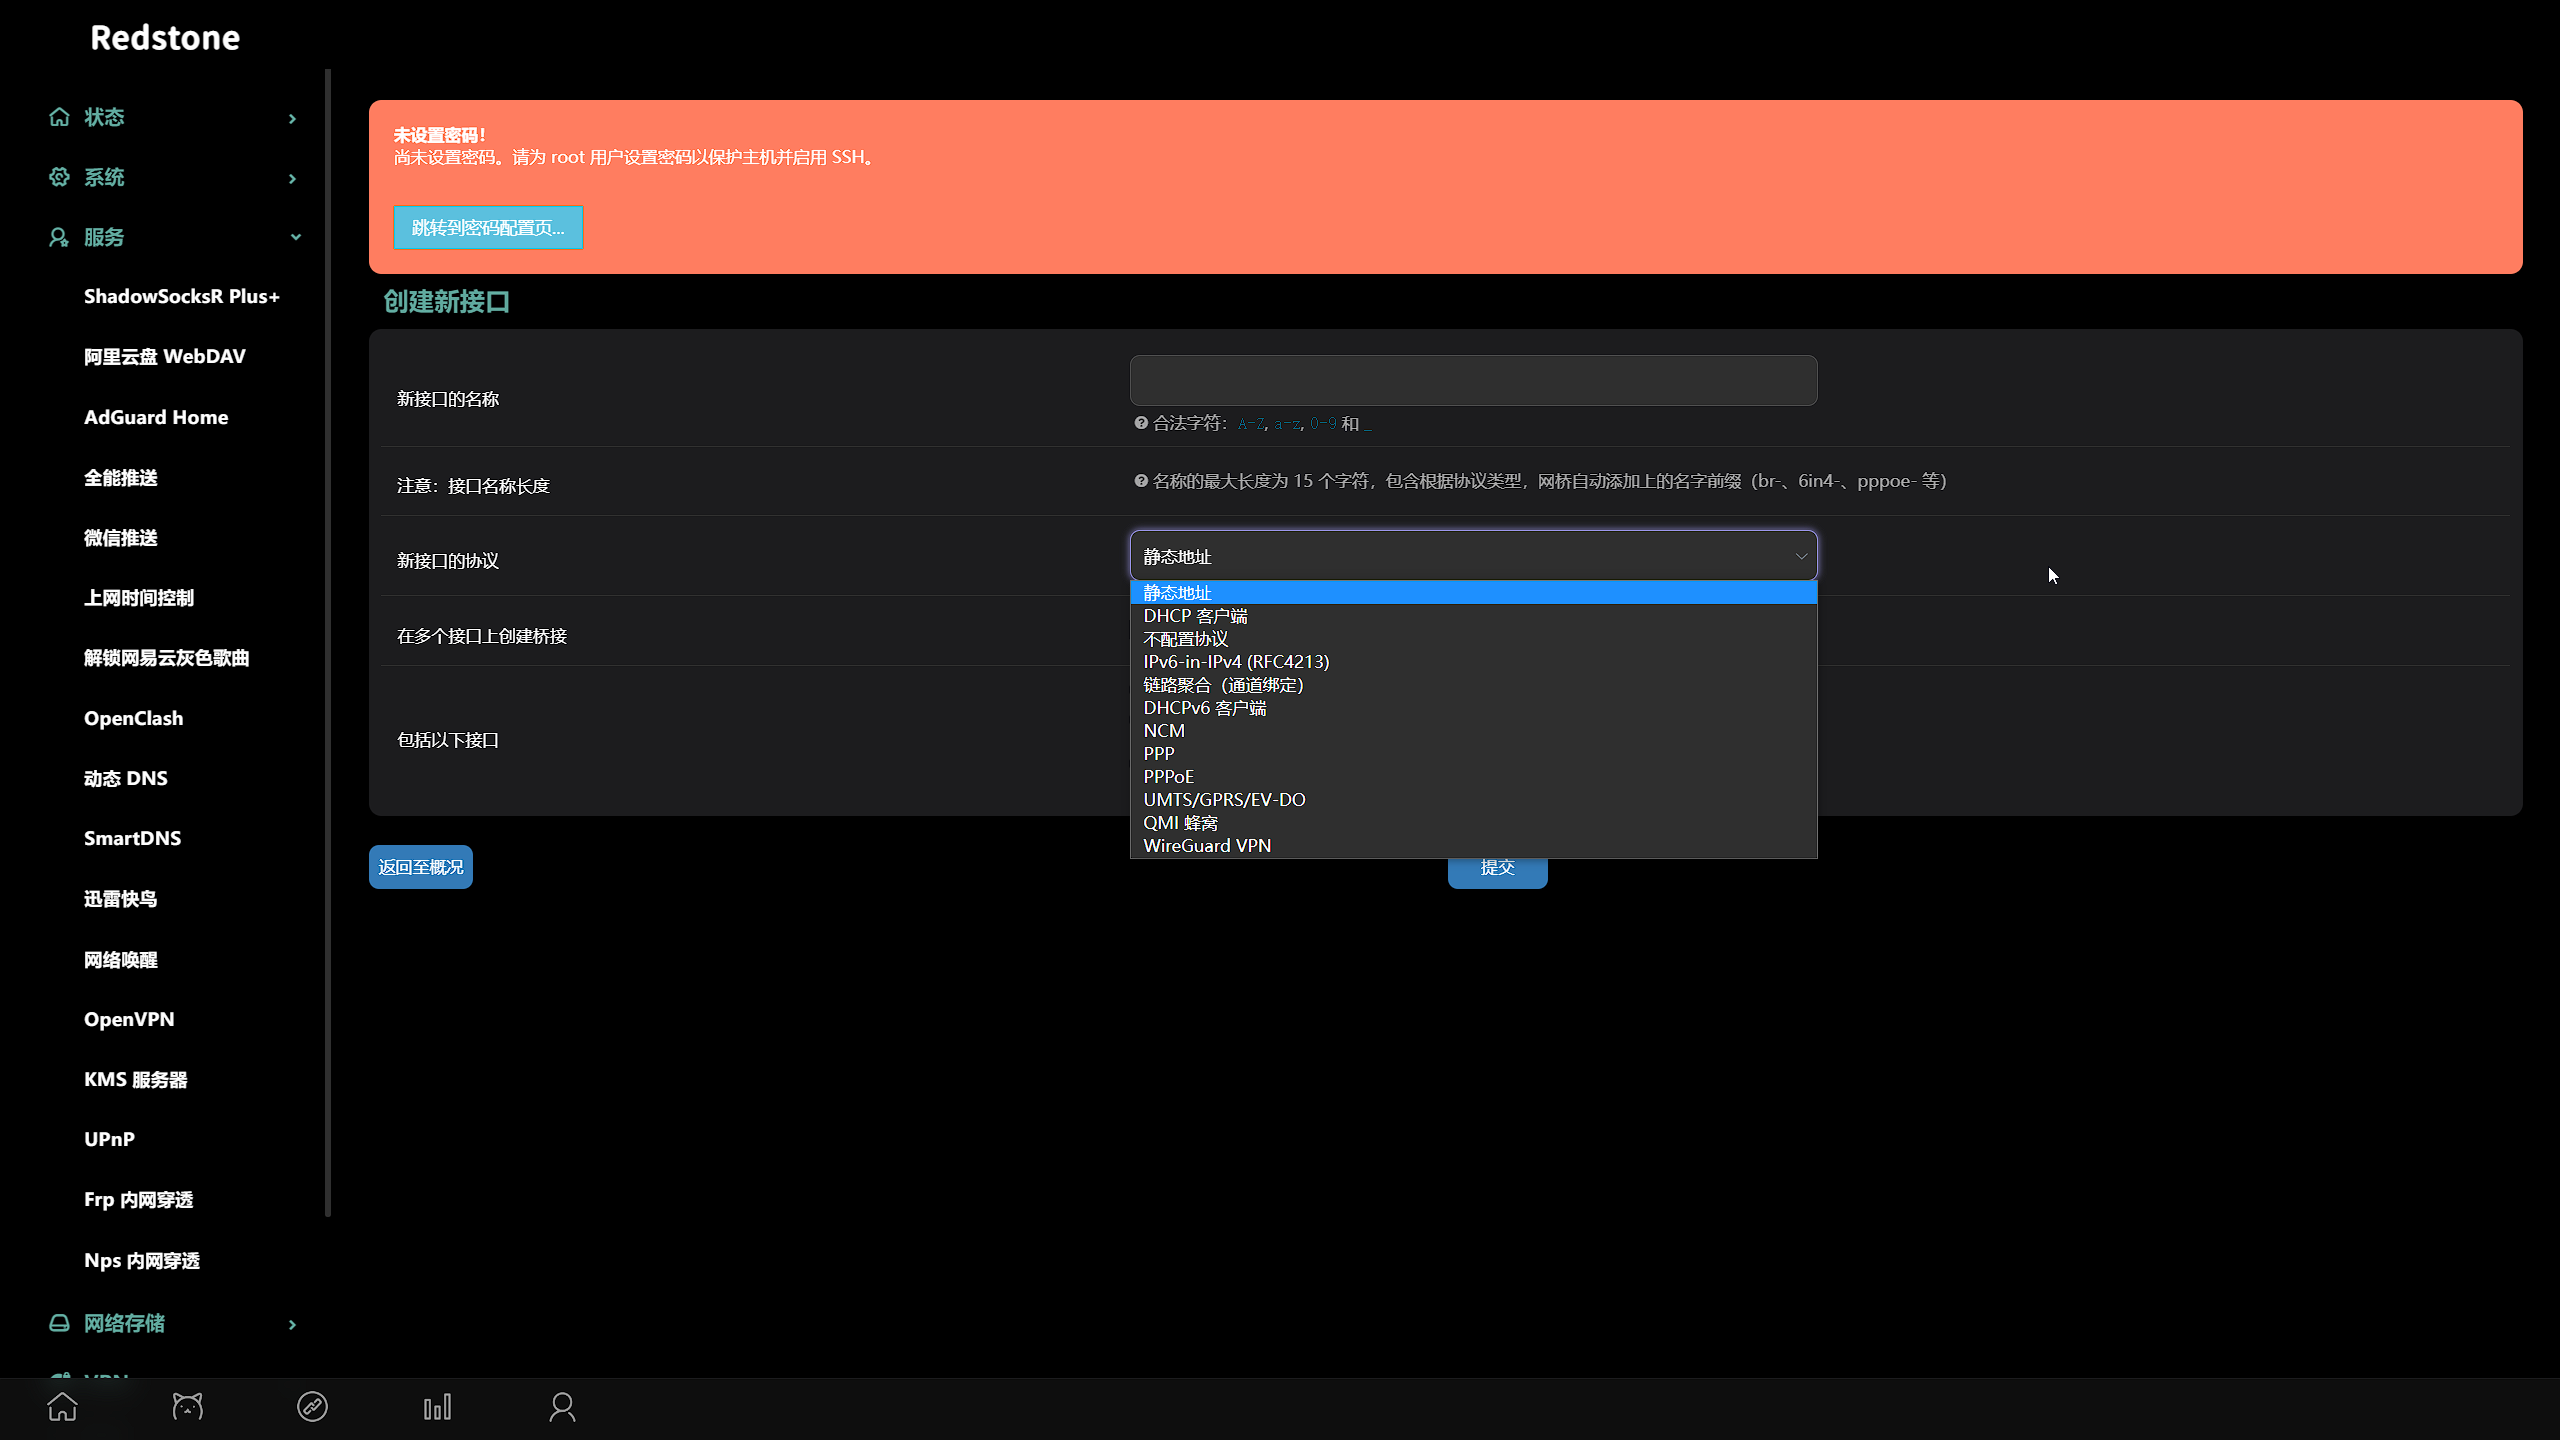 Redstone
状态
系统
服务
ShadowSocksR Plus+
阿里云盘 WebDAV
AdGuard Home
全能推送
微信推送
上网时间控制
解锁网易云灰色歌曲
OpenClash
动态 DNS
SmartDNS
迅雷快鸟
网络唤醒
OpenVPN
KMS 服务器
UPnP
Frp 内网穿透
Nps 内网穿透
网络存储
VPN
未设置密码！
尚未设置密码。请为 root 用户设置密码以保护主机并启用 SSH。
跳转到密码配置页...
创建新接口
新接口的名称
合法字符： A-Z, a-z, 0-9 和 _
注意：接口名称长度
名称的最大长度为 15 个字符，包含根据协议类型，网桥自动添加上的名字前缀（br-、6in4-、pppoe- 等）
新接口的协议
静态地址
静态地址
DHCP 客户端
不配置协议
IPv6-in-IPv4 (RFC4213)
链路聚合（通道绑定）
DHCPv6 客户端
NCM
PPP
PPPoE
UMTS/GPRS/EV-DO
QMI 蜂窝
WireGuard VPN
在多个接口上创建桥接
包括以下接口
返回至概况
提交